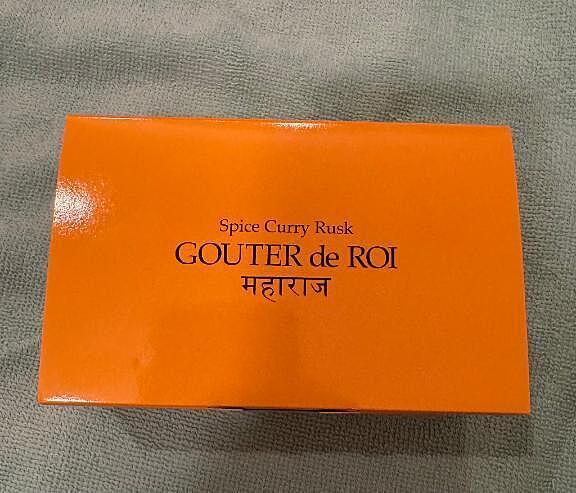 Spice Curry Rusk
GOUTER de ROI
महाराज